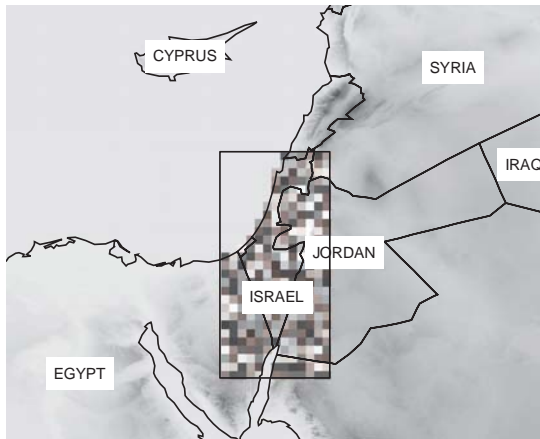 CYPRUS
SYRIA
IRAQ
JORDAN
ISRAEL
EGYPT